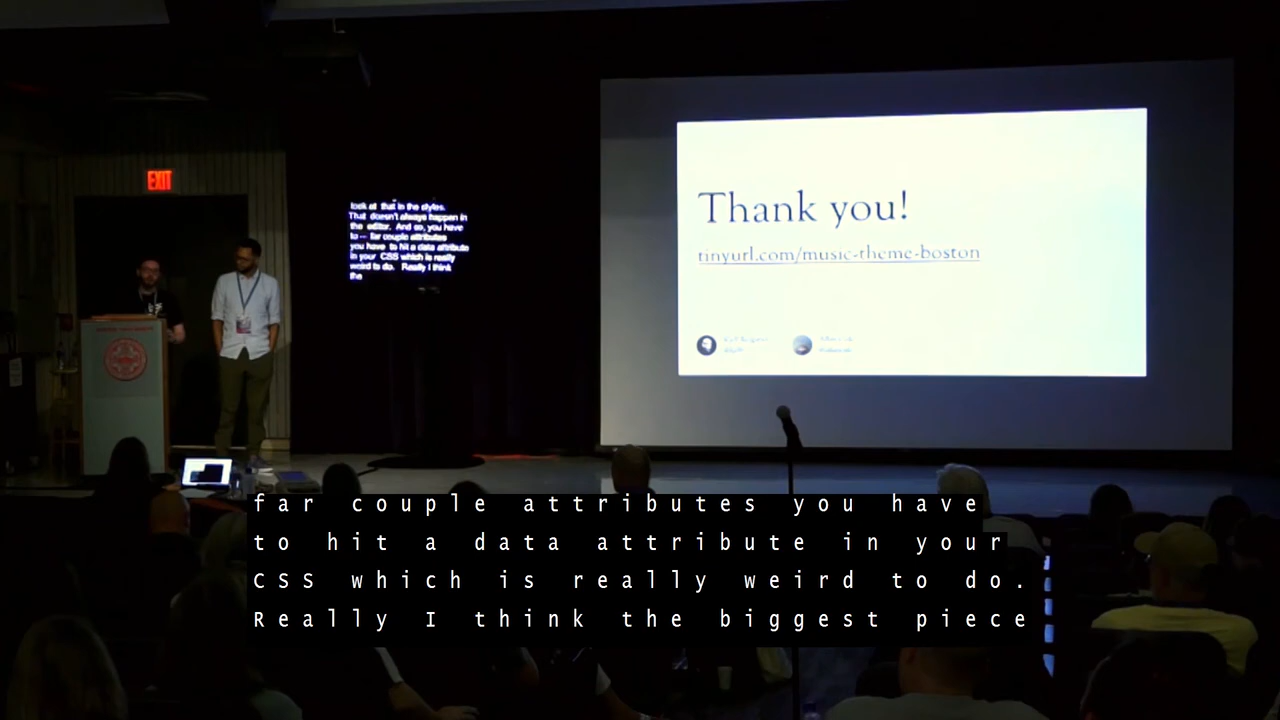 EXIT
look at that in the styles.
That doesn't always happen in
the editor. And so, you have
to -- far couple attributes
you have to hit a data attribute
in your CSS which is really
weird to do. Really I think
the
Thank you!
tinyurl.com/music-theme-boston
far couple attributes you have
to hit a data attribute in your
CSS which is really weird to do.
Really I think the biggest piece